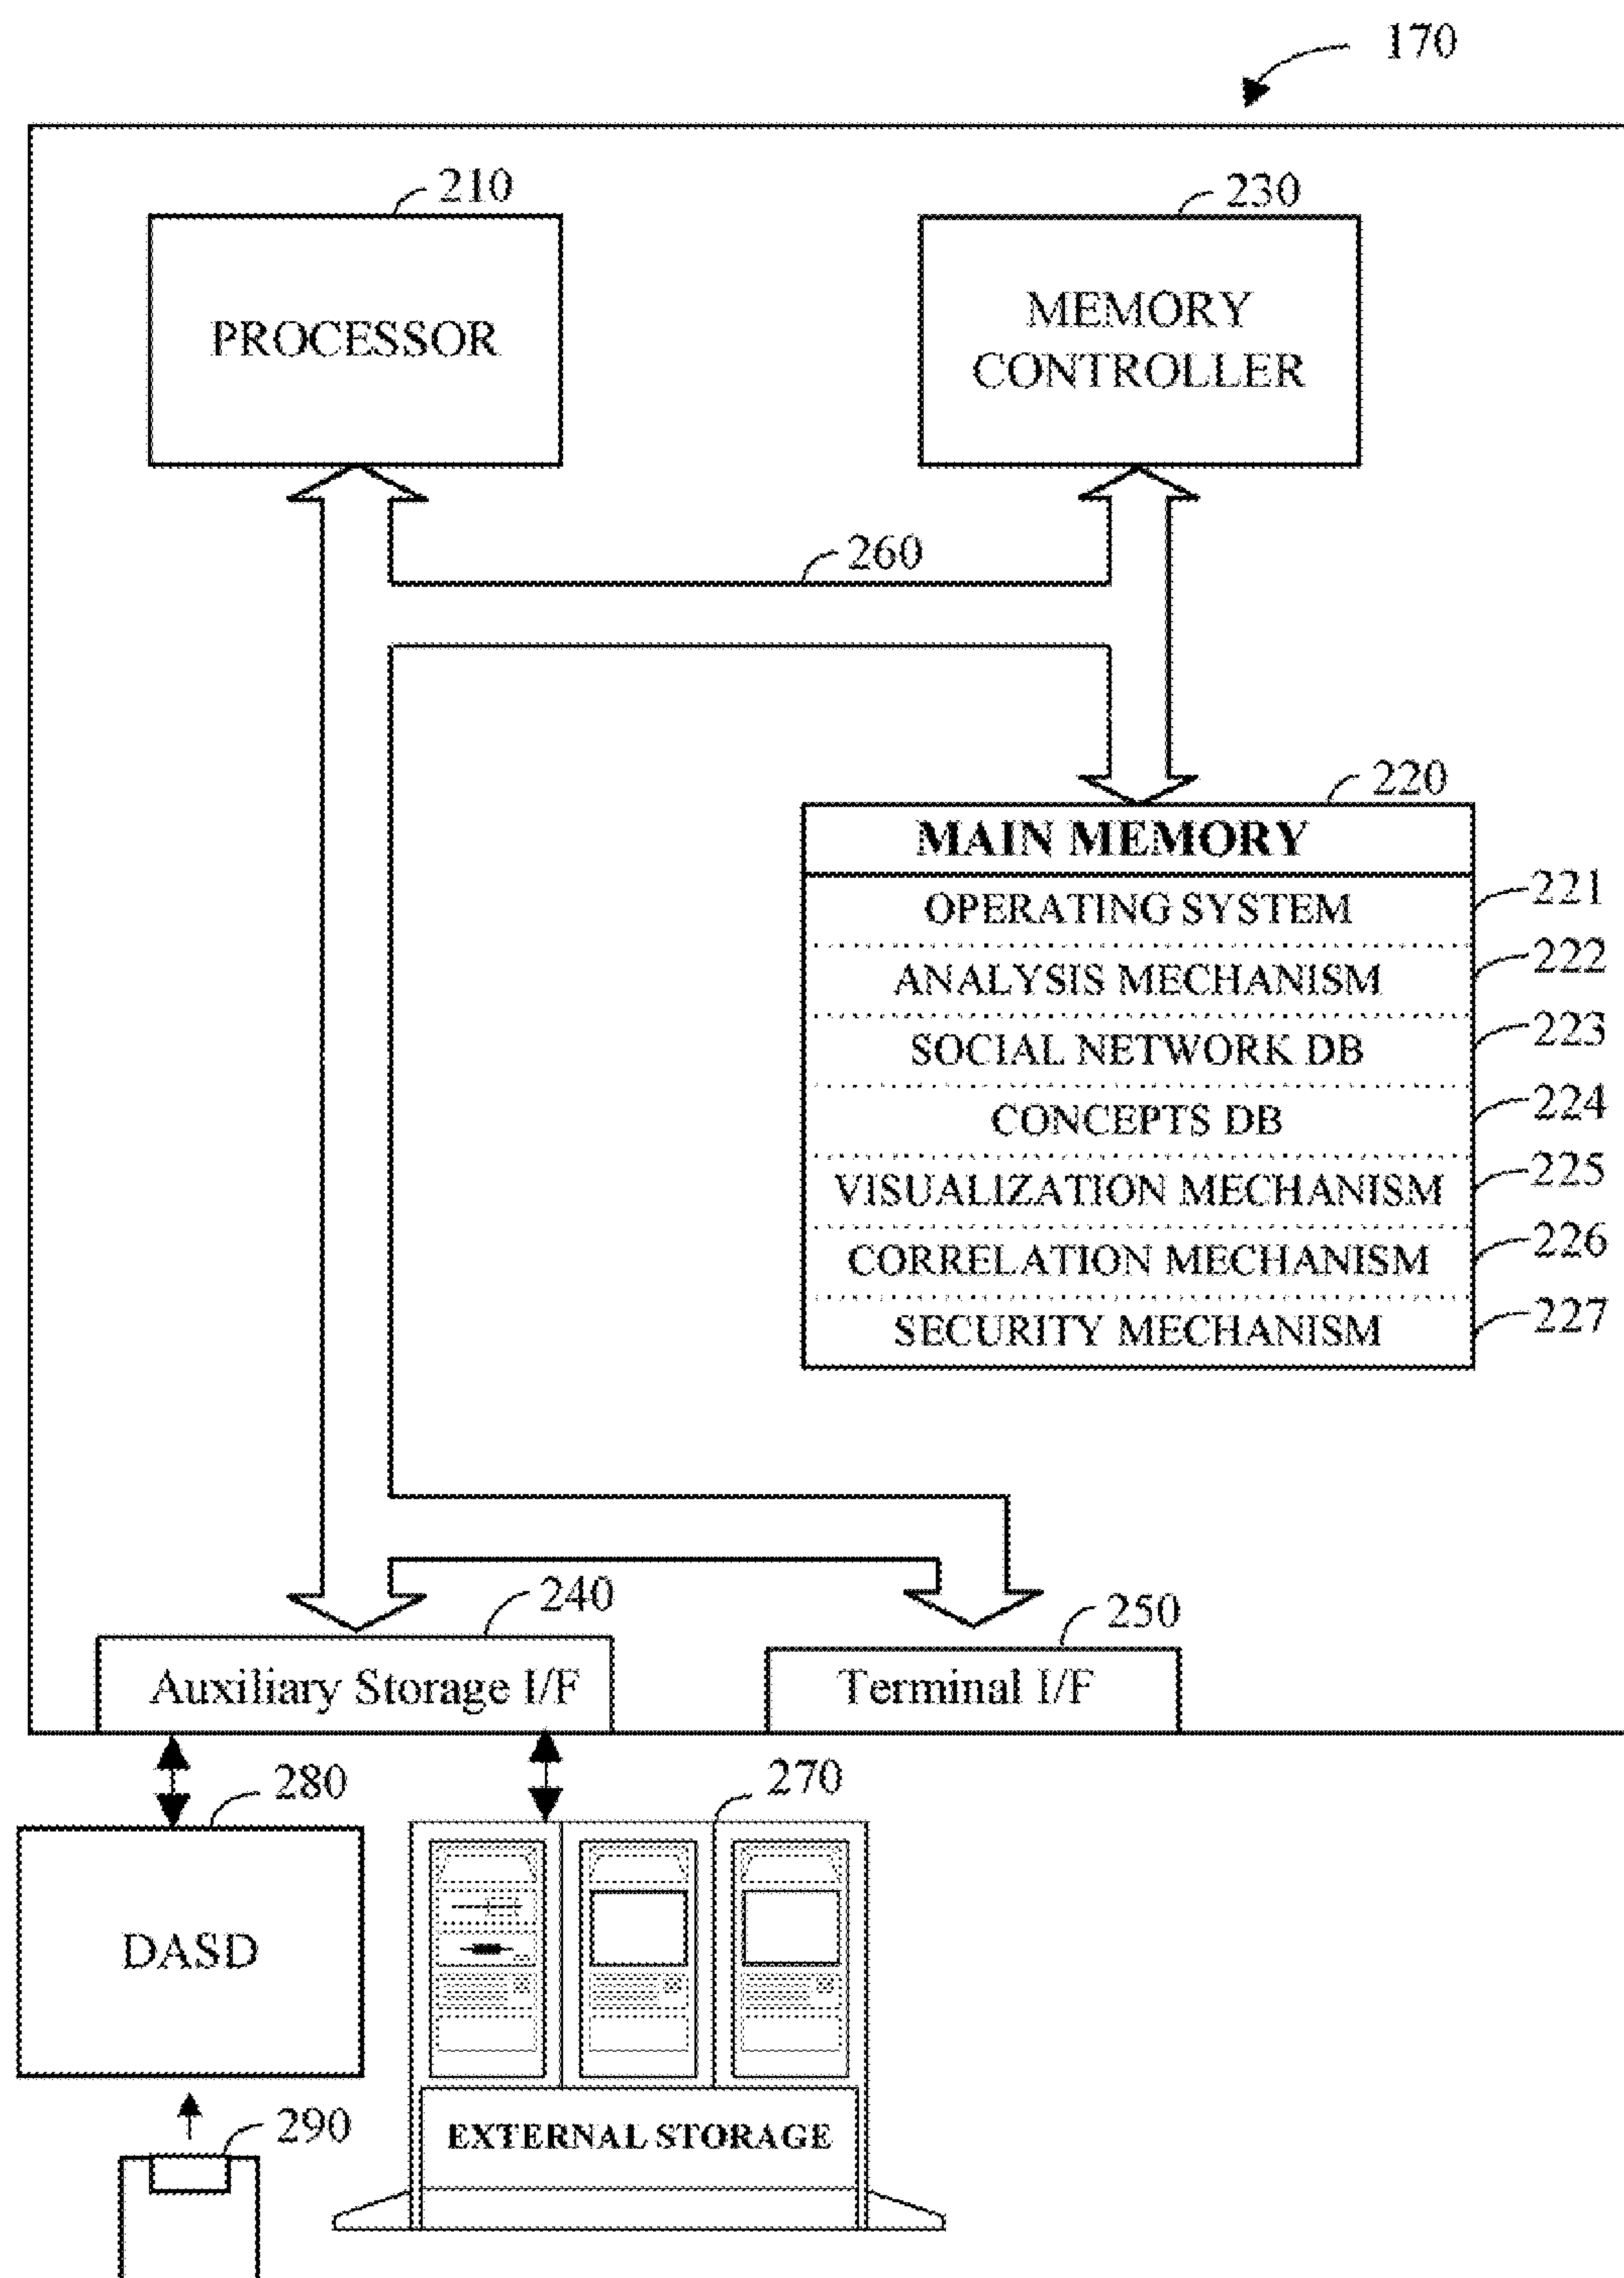 170
210
230
PROCESSOR
MEMORY
CONTROLLER
260
220
MAIN MEMORY
OPERATING SYSTEM
221
ANALYSIS MECHANISM
222
SOCIAL NETWORK DB
223
CONCEPTS DB
224
VISUALIZATION MECHANISM
225
CORRELATION MECHANISM
226
SECURITY MECHANISM
227
240
250
Auxiliary Storage I/F
Terminal I/F
280
270
DASD
290
EXTERNAL STORAGE